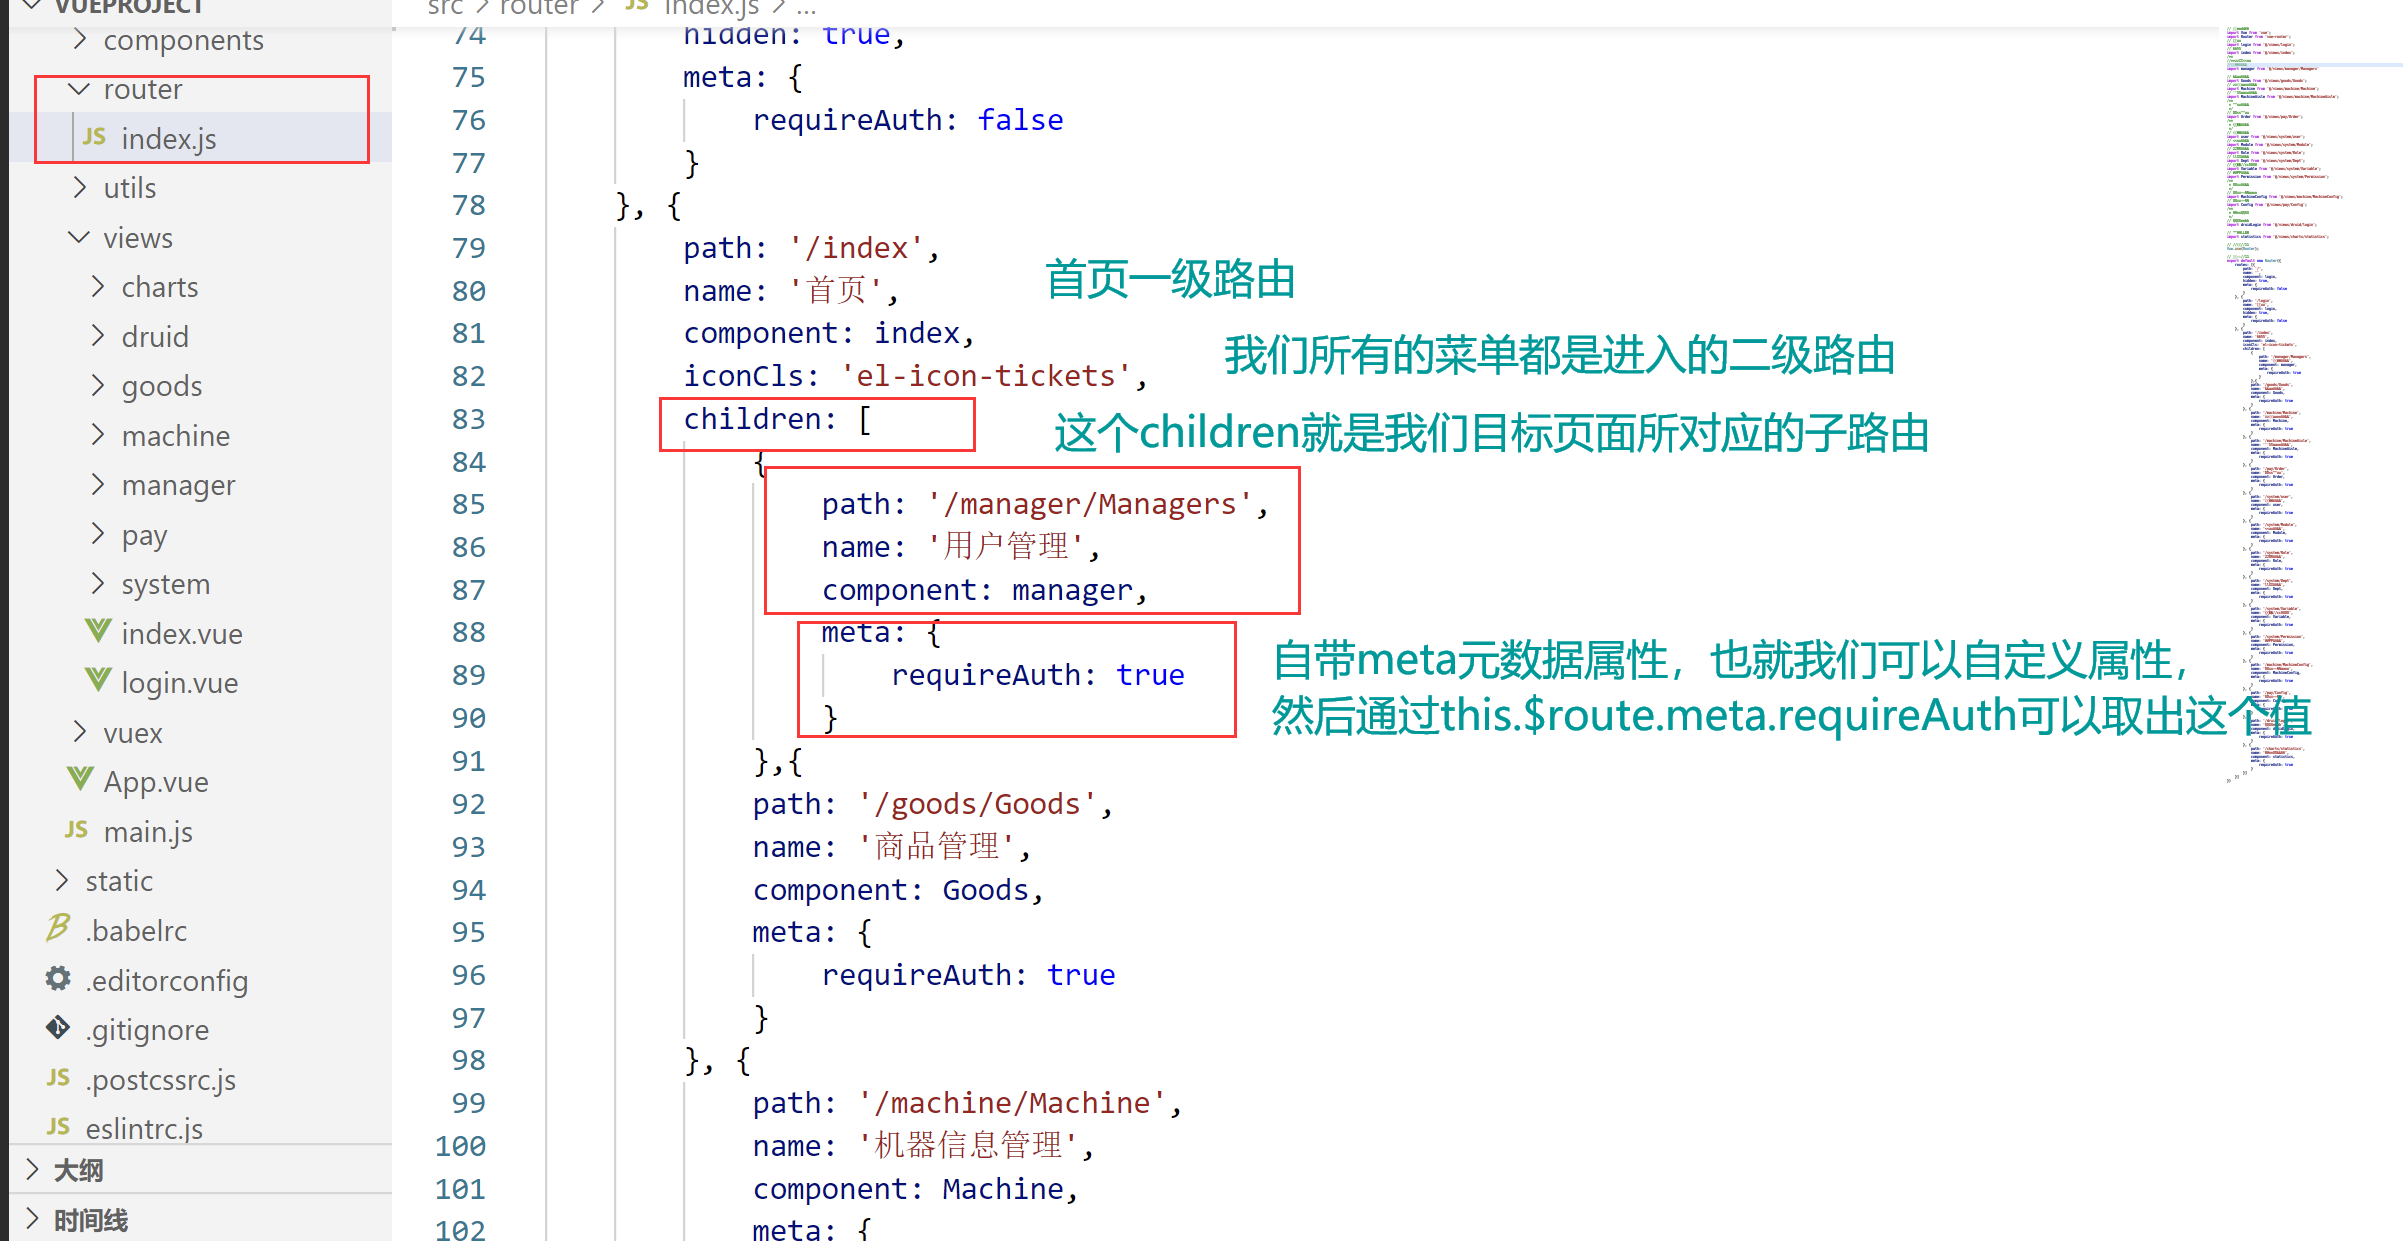 VUEPROJECT
components
router
index.js
utils
views
charts
druid
goods
machine
manager
pay
system
index.vue
login.vue
vuex
App.vue
main.js
static
.babelrc
.editorconfig
.gitignore
.postcssrc.js
eslintrc.js
大纲
时间线
src > router > JS index.js > ...
74 hidden: true,
75 meta: {
76 requireAuth: false
77 }
78 }, {
79 path: '/index',
80 name: '首页',
首页一级路由
81 component: index,
我们所有的菜单都是进入的二级路由
82 iconCls: 'el-icon-tickets',
83 children: [
这个children就是我们目标页面所对应的子路由
84 {
85 path: '/manager/Managers',
86 name: '用户管理',
87 component: manager,
88 meta: {
89 requireAuth: true
自带meta元数据属性，也就我们可以自定义属性，
然后通过this.$route.meta.requireAuth可以取出这个值
90 }
91 },{
92 path: '/goods/Goods',
93 name: '商品管理',
94 component: Goods,
95 meta: {
96 requireAuth: true
97 }
98 }, {
99 path: '/machine/Machine',
100 name: '机器信息管理',
101 component: Machine,
102 meta: {